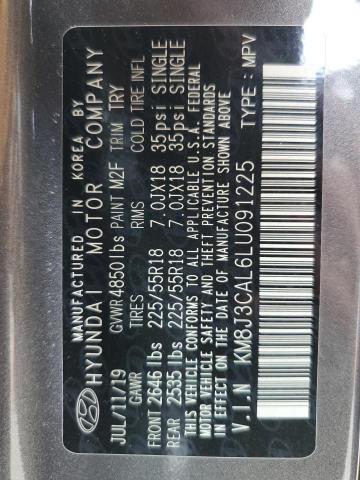 MANUFACTURED IN KOREA BY
HYUNDAI MOTOR COMPANY
JUL/11/19 GVWR 4850lbs PAINT M2F TRIM TRY
GAWR TIRES RIMS COLD TIRE INFL
FRONT 2646 lbs 225/55R18 7.0JX18 35psi SINGLE
REAR 2535 lbs 225/55R18 7.0JX18 35 psi SINGLE
THIS VEHICLE CONFORMS TO ALL APPLICABLE U.S.A. FEDERAL
MOTOR VEHICLE SAFETY AND THEFT PREVENTION STANDARDS
IN EFFECT ON THE DATE OF MANUFACTURE SHOWN ABOVE
V.I.N KM8J3CAL6LU091225 TYPE: MPV